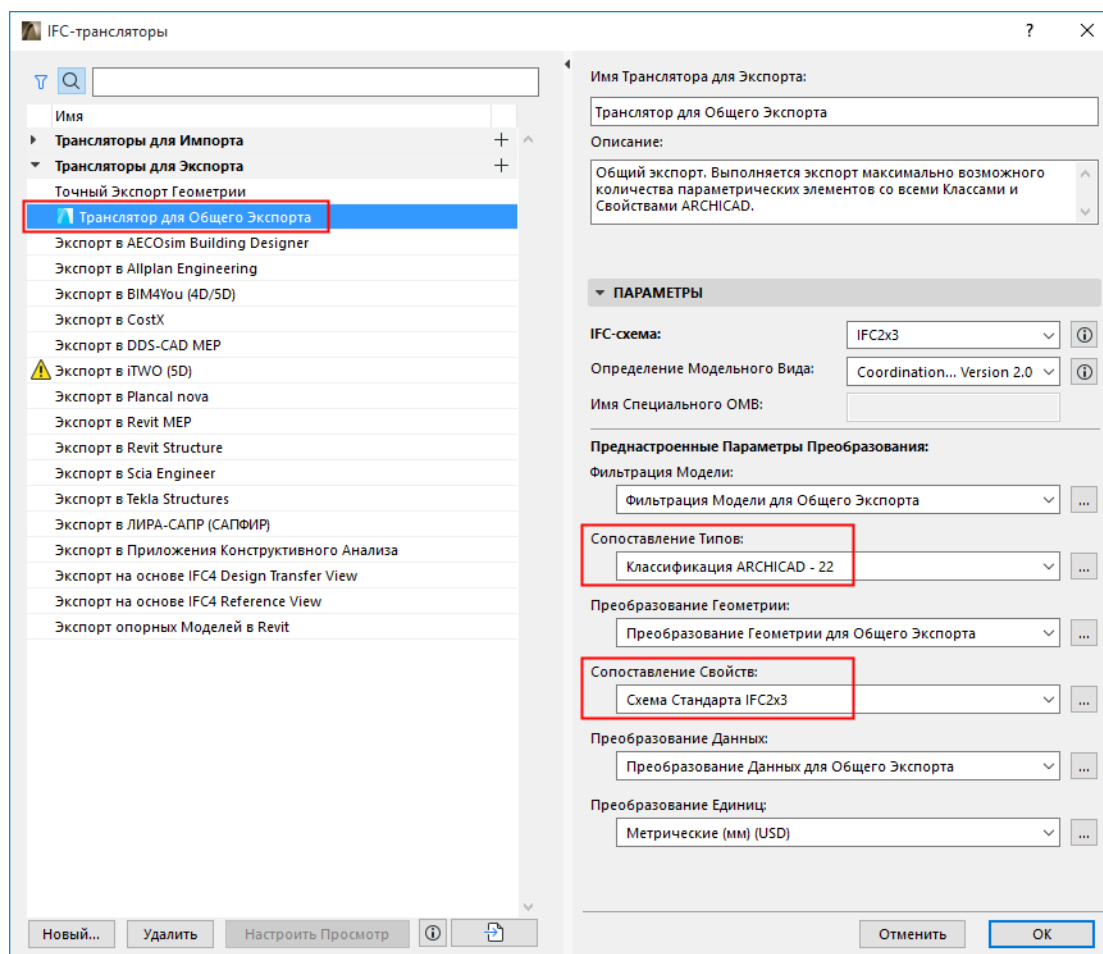 IFC-трансляторы
?
Имя
Трансляторы для Импорта
Трансляторы для Экспорта
Точный Экспорт Геометрии
Транслятор для Общего Экспорта
Экспорт в AECOsim Building Designer
Экспорт в Allplan Engineering
Экспорт в BIM4You (4D/5D)
Экспорт в CostX
Экспорт в DDS-CAD MEP
Экспорт в iTWO (5D)
Экспорт в Plancal nova
Экспорт в Revit MEP
Экспорт в Revit Structure
Экспорт в Scia Engineer
Экспорт в Tekla Structures
Экспорт в ЛИРА-САПР (САПФИР)
Экспорт в Приложения Конструктивного Анализа
Экспорт на основе IFC4 Design Transfer View
Экспорт на основе IFC4 Reference View
Экспорт опорных Моделей в Revit
Новый...
Удалить
Настроить Просмотр
Имя Транслятора для Экспорта:
Транслятор для Общего Экспорта
Описание:
Общий экспорт. Выполняется экспорт максимально возможного
количества параметрических элементов со всеми Классами и
Свойствами ARCHICAD.
ПАРАМЕТРЫ
IFC-схема:
IFC2x3
Определение Модельного Вида:
Coordination... Version 2.0
Имя Специального ОМВ:
Преднастроенные Параметры Преобразования:
Фильтрация Модели:
Фильтрация Модели для Общего Экспорта
...
Сопоставление Типов:
Классификация ARCHICAD - 22
...
Преобразование Геометрии:
Преобразование Геометрии для Общего Экспорта
...
Сопоставление Свойств:
Схема Стандарта IFC2x3
...
Преобразование Данных:
Преобразование Данных для Общего Экспорта
...
Преобразование Единиц:
Метрические (мм) (USD)
...
Отменить
OK